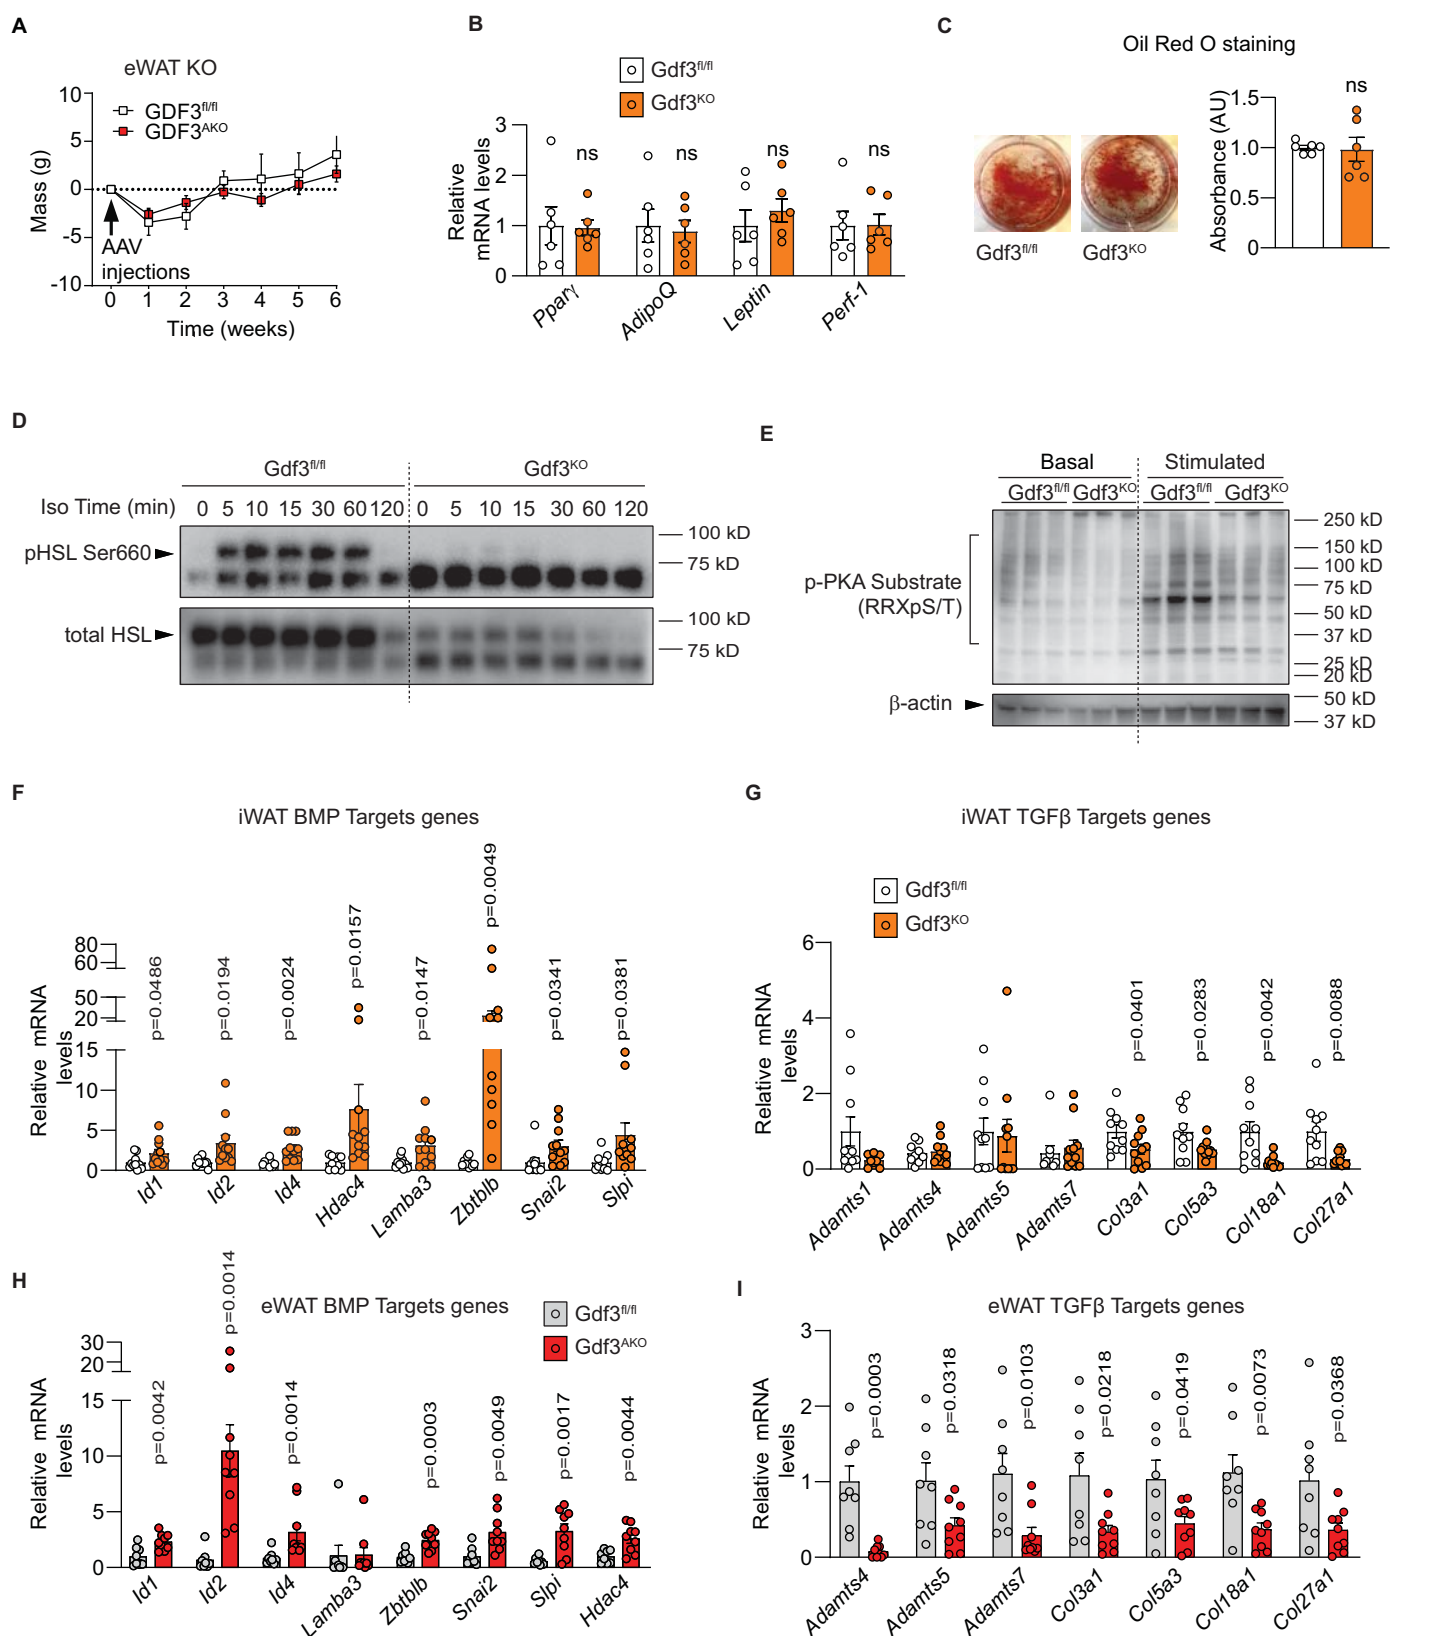 A
eWAT KO
GDF3fl/fl
GDF3AKO
10
5
0
-5
-10
Mass (g)
AAV
injections
0 1 2 3 4 5 6
Time (weeks)
B
Gdf3fl/fl
Gdf3KO
3
2
1
0
Relative
mRNA levels
ns ns ns ns
Pparγ AdipoQ Leptin Perf-1
C
Oil Red O staining
Gdf3fl/fl Gdf3KO
1.5
1.0
0.5
0
Absorbance (AU)
ns
D
Gdf3fl/fl Gdf3KO
Iso Time (min) 0 5 10 15 30 60 120 0 5 10 15 30 60 120
pHSL Ser660
100 kD
75 kD
total HSL
100 kD
75 kD
E
Basal Stimulated
Gdf3fl/fl Gdf3KO Gdf3fl/fl Gdf3KO
p-PKA Substrate
(RRXpS/T)
250 kD
150 kD
100 kD
75 kD
50 kD
37 kD
25 kD
20 kD
β-actin
50 kD
37 kD
F
iWAT BMP Targets genes
80
60
50
20
15
10
5
0
Relative mRNA
levels
p=0.0486 p=0.0194 p=0.0024 p=0.0157 p=0.0147 p=0.0049 p=0.0341 p=0.0381
Id1 Id2 Id4 Hdac4 Lamba3 Zbtblb Snai2 Slpi
G
iWAT TGFβ Targets genes
Gdf3fl/fl
Gdf3KO
6
4
2
0
Relative mRNA
levels
p=0.0401 p=0.0283 p=0.0042 p=0.0088
Adamts1 Adamts4 Adamts5 Adamts7 Col3a1 Col5a3 Col18a1 Col27a1
H
eWAT BMP Targets genes
Gdf3fl/fl
Gdf3AKO
30
20
15
10
5
0
Relative mRNA
levels
p=0.0042 p=0.0014 p=0.0014 p=0.0003 p=0.0049 p=0.0017 p=0.0044
Id1 Id2 Id4 Lamba3 Zbtblb Snai2 Slpi Hdac4
I
eWAT TGFβ Targets genes
3
2
1
0
Relative mRNA
levels
p=0.0003 p=0.0318 p=0.0103 p=0.0218 p=0.0419 p=0.0073 p=0.0368
Adamts4 Adamts5 Adamts7 Col3a1 Col5a3 Col18a1 Col27a1